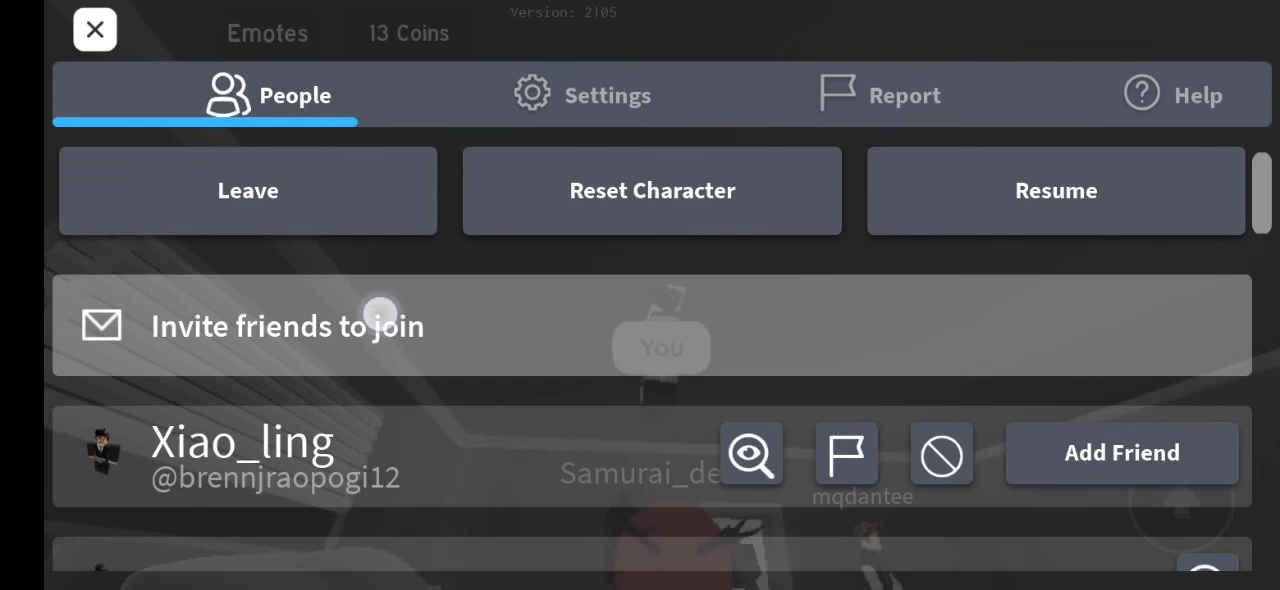 Version: 2105
Emotes 13 Coins
People Settings Report Help
Leave Reset Character Resume
Invite friends to join
You
Xiao_ling
Add Friend
@brennjraopogi12
Samurai_de
mqdantee